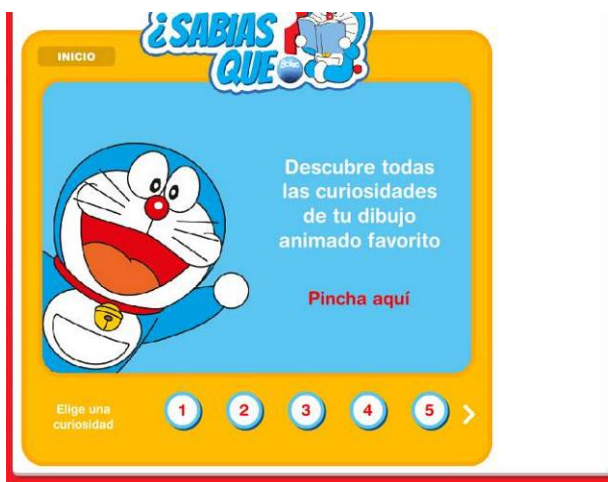 ¿SABIAS
QUE
INICIO
Descubre todas
las curiosidades
de tu dibujo
animado favorito
Pincha aquí
Elige una
curiosidad
1 2 3 4 5